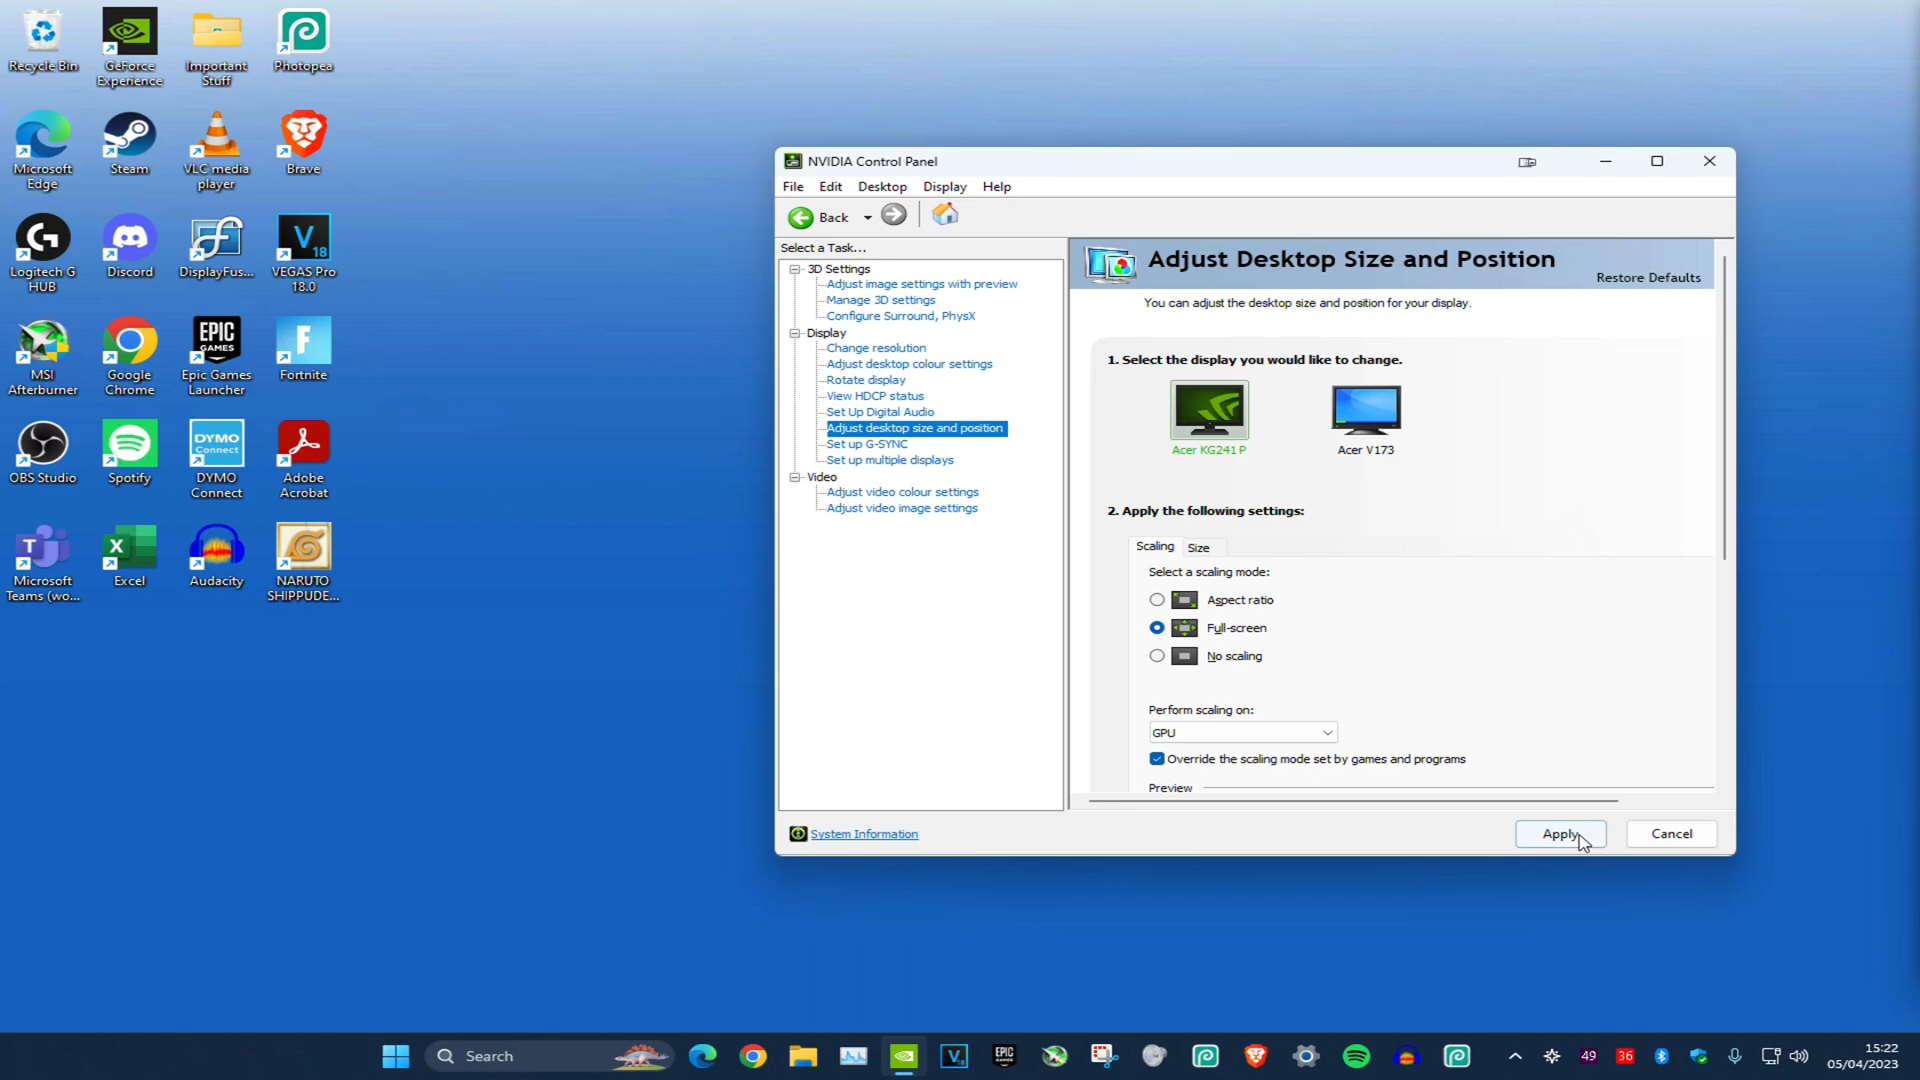 Recycle Bin
GeForce
Experience
Important
Stuff
Photopea
Microsoft
Edge
Steam
VLC media
player
Brave
Logitech G
HUB
Discord
DisplayFus...
V
18
VEGAS Pro
18.0
MSI
Afterburner
Google
Chrome
EPIC
GAMES
Epic Games
Launcher
F
Fortnite
OBS Studio
Spotify
DYMO
Connect
DYMO
Connect
Adobe
Acrobat
T
Microsoft
Teams (wo...
X
Excel
Audacity
NARUTO
SHIPPUDE...
NVIDIA Control Panel
File Edit Desktop Display Help
Back
Select a Task...
3D Settings
Adjust image settings with preview
Manage 3D settings
Configure Surround, PhysX
Display
Change resolution
Adjust desktop colour settings
Rotate display
View HDCP status
Set Up Digital Audio
Adjust desktop size and position
Set up G-SYNC
Set up multiple displays
Video
Adjust video colour settings
Adjust video image settings
System Information
Adjust Desktop Size and Position
Restore Defaults
You can adjust the desktop size and position for your display.
1. Select the display you would like to change.
Acer KG241 P
Acer V173
2. Apply the following settings:
Scaling Size
Select a scaling mode:
Aspect ratio
Full-screen
No scaling
Perform scaling on:
GPU
Override the scaling mode set by games and programs
Preview
Apply
Cancel
Search
V
18
EPIC
49
36
15:22
05/04/2023